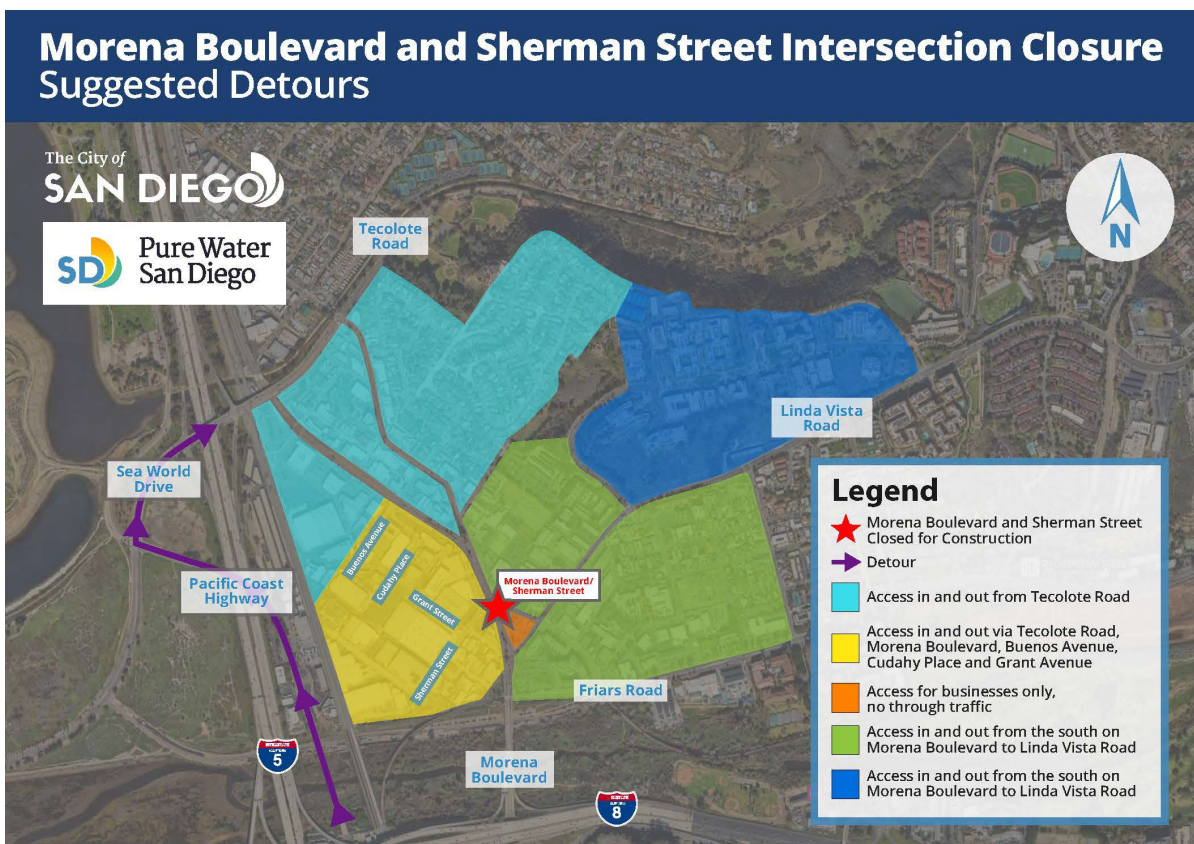 Morena Boulevard and Sherman Street Intersection Closure
Suggested Detours
The City of
SAN DIEGO
SD
Pure Water
San Diego
N
Tecolote
Road
Linda Vista
Road
Sea World
Drive
Pacific Coast
Highway
Buenos Avenue
Cudahy Place
Grant Street
Sherman Street
Morena Boulevard/
Sherman Street
Friars Road
Morena
Boulevard
5
8
Legend
Morena Boulevard and Sherman Street
Closed for Construction
Detour
Access in and out from Tecolote Road
Access in and out via Tecolote Road,
Morena Boulevard, Buenos Avenue,
Cudahy Place and Grant Avenue
Access for businesses only,
no through traffic
Access in and out from the south on
Morena Boulevard to Linda Vista Road
Access in and out from the south on
Morena Boulevard to Linda Vista Road